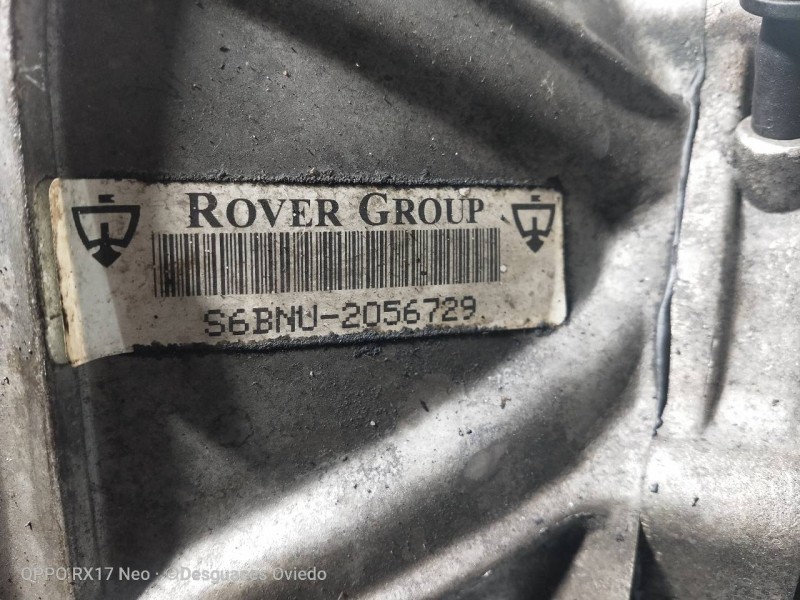 ROVER GROUP
S6BNU-2056729
OPPO RX17 Neo · ©Desguaces Oviedo